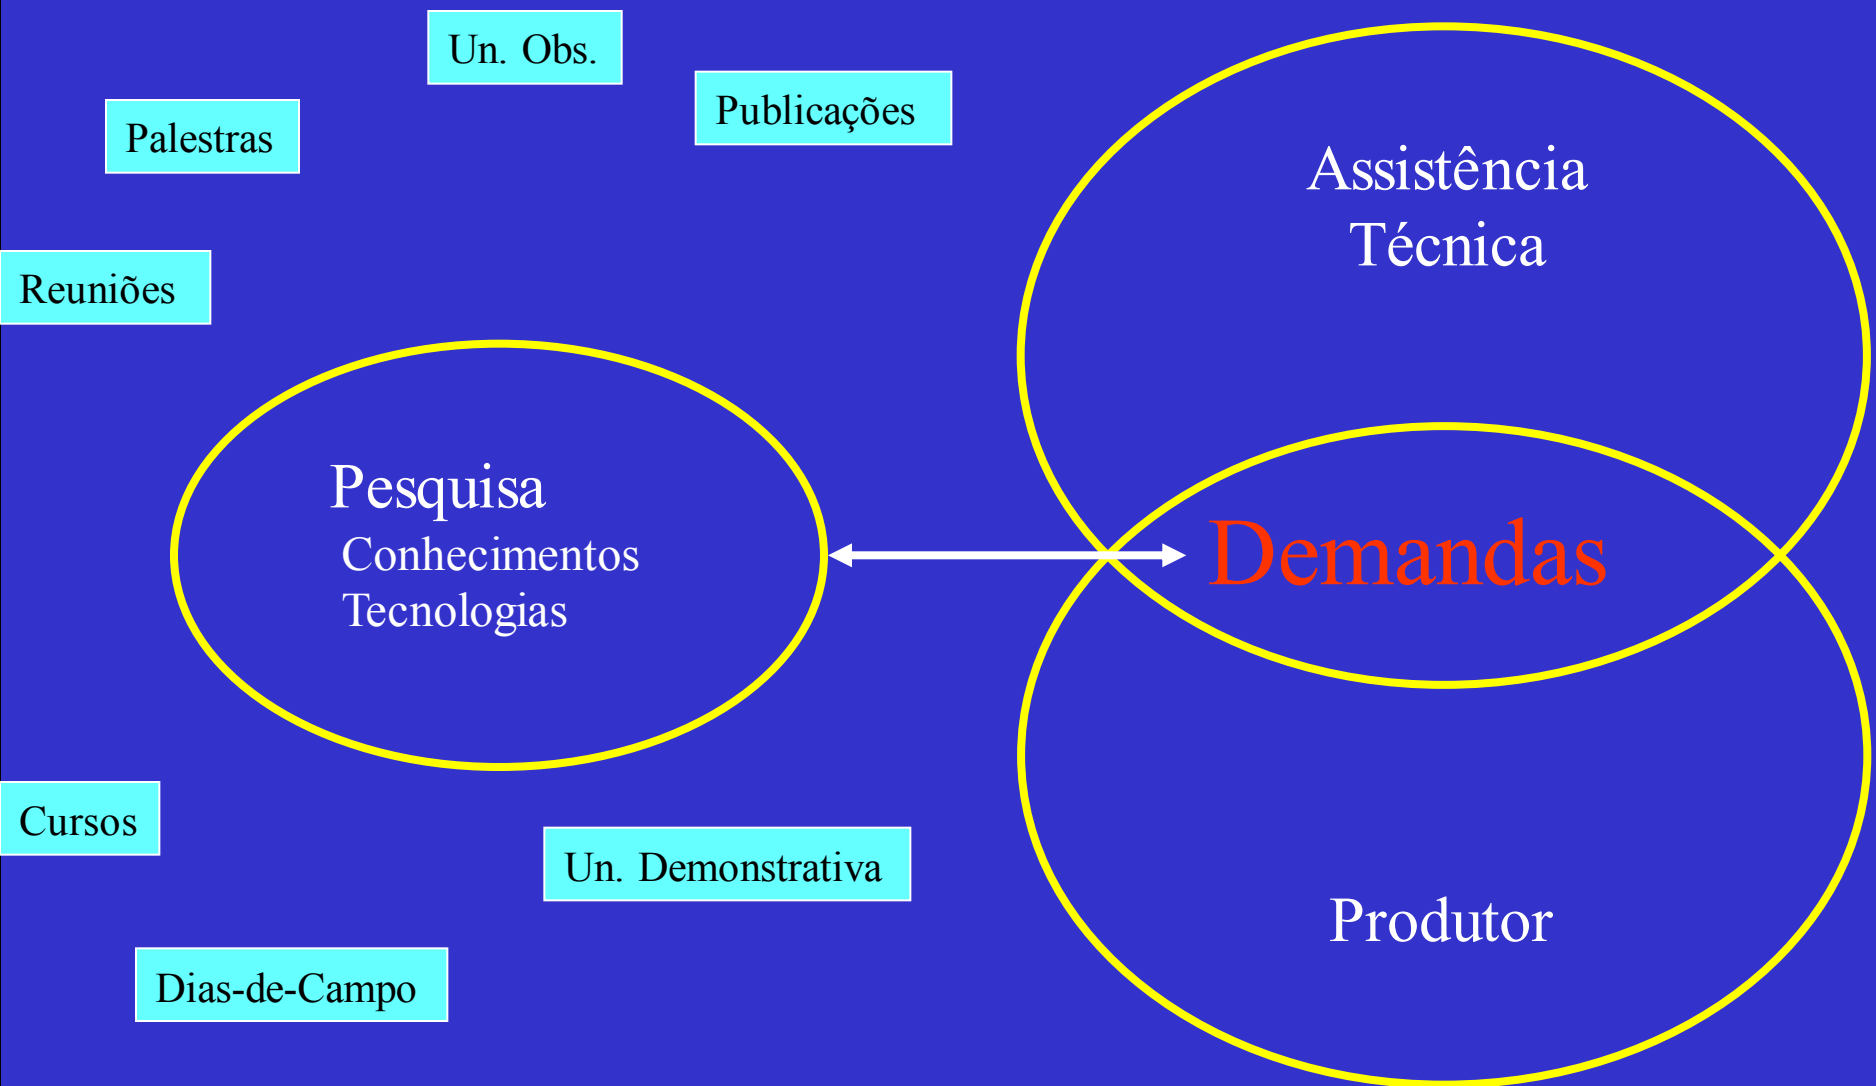 Un. Obs.
Publicações
Palestras
Assistência
Técnica
Reuniões
Pesquisa
Conhecimentos
Tecnologias
Demandas
Cursos
Un. Demonstrativa
Produtor
Dias-de-Campo